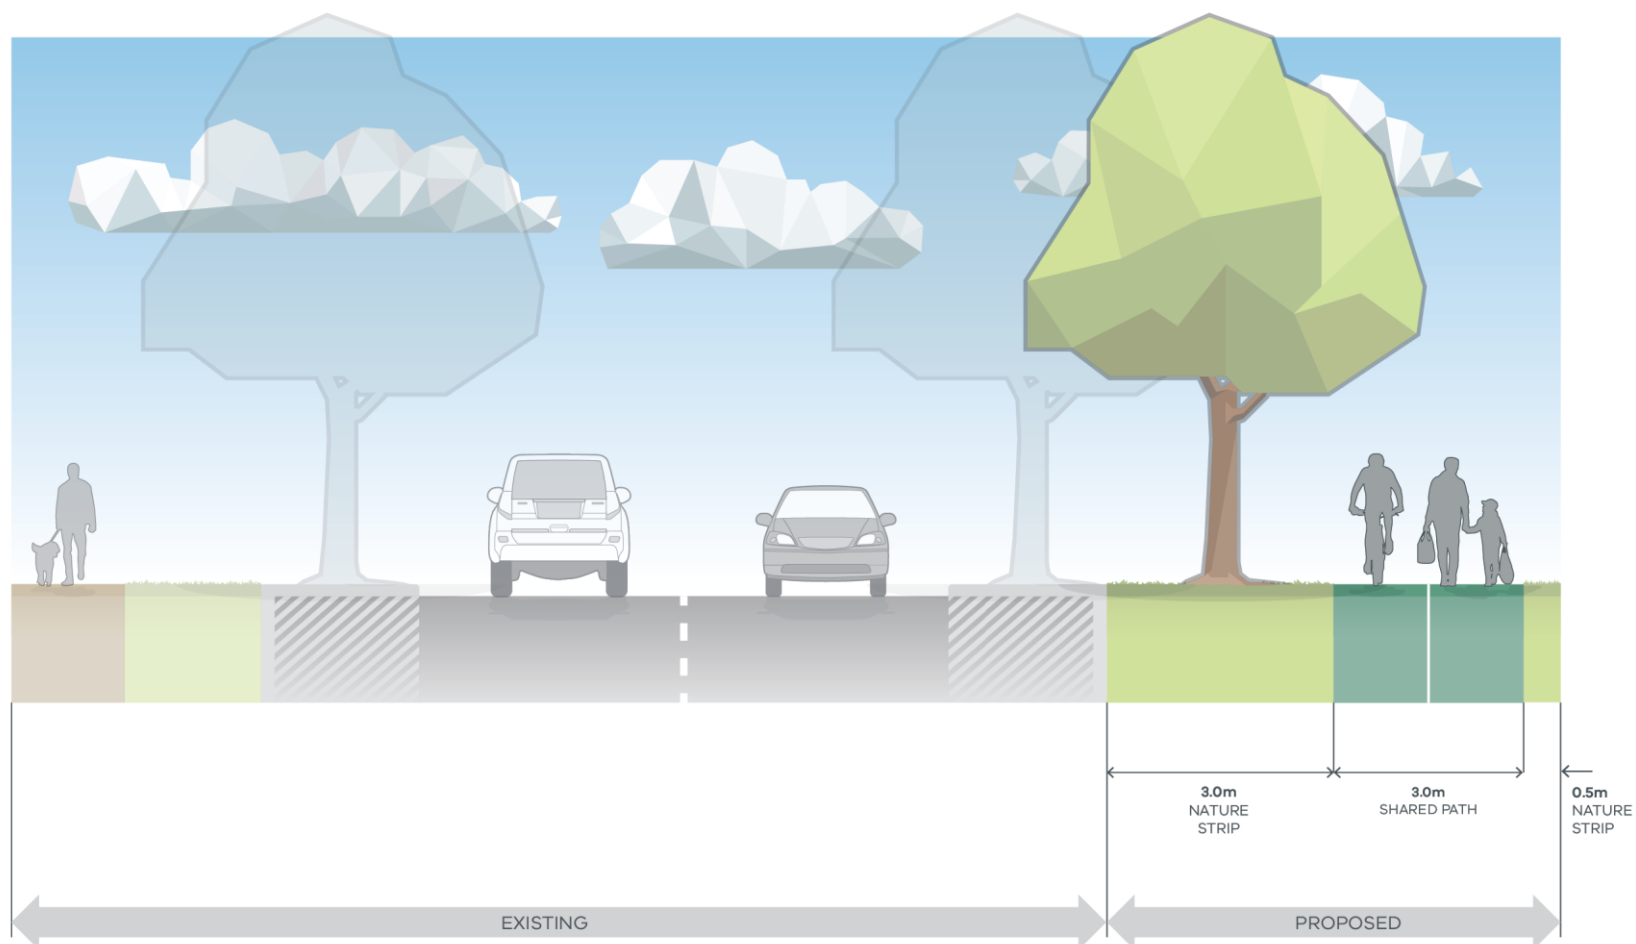 3.0m
NATURE
STRIP
3.0m
SHARED PATH
0.5m
NATURE
STRIP
EXISTING
PROPOSED